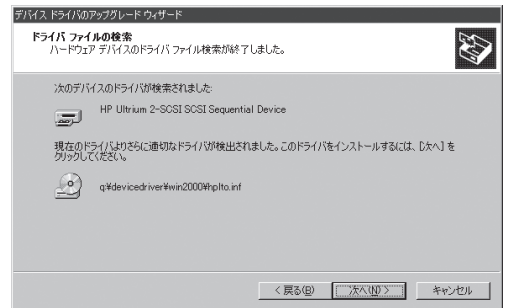 デバイス ドライバのアップグレード ウィザード
ドライバ ファイルの検索
ハードウェア デバイスのドライバ ファイル検索が終了しました。
次のデバイスのドライバが検索されました:
HP Ultrium 2-SCSI SCSI Sequential Device
現在のドライバよりさらに適切なドライバが検出されました。このドライバをインストールするには、[次へ] を
クリックしてください。
q:¥devicedriver¥win2000¥hplto.inf
< 戻る(B)
次へ(N) >
キャンセル